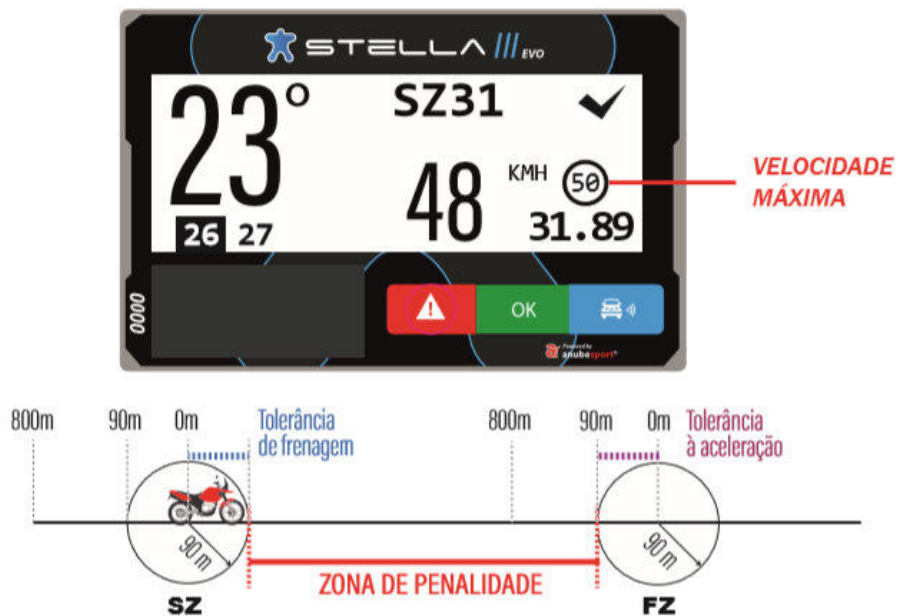 STELLA III EVO
23°
SZ31
48
KMH
50
26 27
31.89
VELOCIDADE
MÁXIMA
0000
OK
Powered by
anubesport
800m 90m 0m
Tolerância
de frenagem
800m 90m 0m
Tolerância
à aceleração
90 m
90 m
ZONA DE PENALIDADE
SZ
FZ